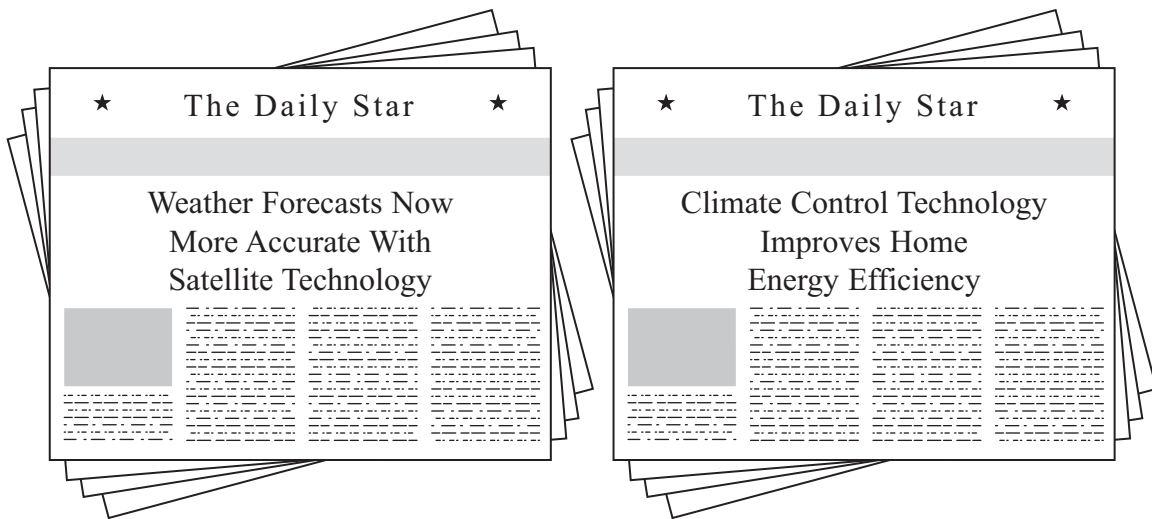 The Daily Star
Weather Forecasts Now
More Accurate With
Satellite Technology
The Daily Star
Climate Control Technology
Improves Home
Energy Efficiency